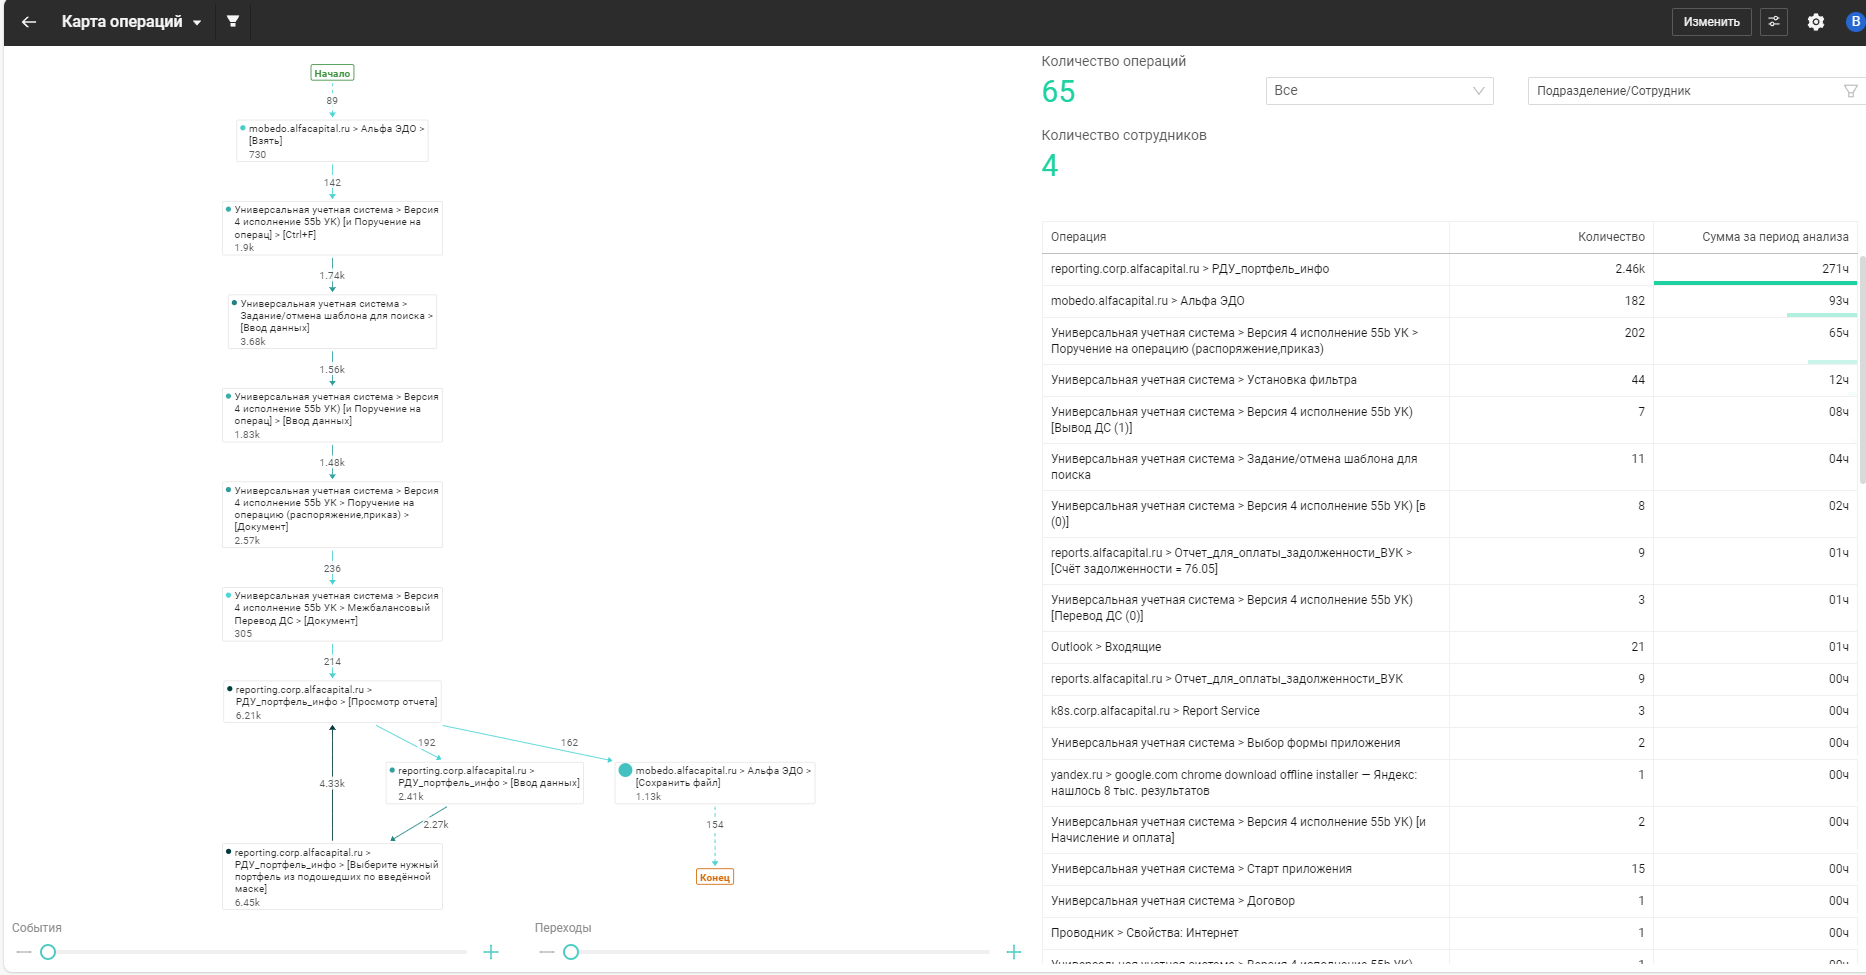 Карта операций
Изменить
B
Начало
89
mobedo.alfacapital.ru > Альфа ЭДО >
[Взять]
730
142
Универсальная учетная система > Версия
4 исполнение 55b УК) [и Поручение на
операц] > [Ctrl+F]
1.9k
1.74k
Универсальная учетная система >
Задание/отмена шаблона для поиска >
[Ввод данных]
3.68k
1.56k
Универсальная учетная система > Версия
4 исполнение 55b УК) [и Поручение на
операц] > [Ввод данных]
1.83k
1.48k
Универсальная учетная система > Версия
4 исполнение 55b УК > Поручение на
операцию (распоряжение,приказ) >
[Документ]
2.57k
236
Универсальная учетная система > Версия
4 исполнение 55b УК > Межбалансовый
Перевод ДС > [Документ]
305
214
reporting.corp.alfacapital.ru >
РДУ_портфель_инфо > [Просмотр отчета]
6.21k
192
162
4.33k
reporting.corp.alfacapital.ru >
РДУ_портфель_инфо > [Ввод данных]
2.41k
mobedo.alfacapital.ru > Альфа ЭДО >
[Сохранить файл]
1.13k
2.27k
154
reporting.corp.alfacapital.ru >
РДУ_портфель_инфо > [Выберите нужный
портфель из подошедших по введённой
маске]
6.45k
Конец
События
Переходы
Количество операций
65
Все
Подразделение/Сотрудник
Количество сотрудников
4
Операция Количество Сумма за период анализа
reporting.corp.alfacapital.ru > РДУ_портфель_инфо 2.46k 271ч
mobedo.alfacapital.ru > Альфа ЭДО 182 93ч
Универсальная учетная система > Версия 4 исполнение 55b УК > 202 65ч
Поручение на операцию (распоряжение,приказ)
Универсальная учетная система > Установка фильтра 44 12ч
Универсальная учетная система > Версия 4 исполнение 55b УК) 7 08ч
[Вывод ДС (1)]
Универсальная учетная система > Задание/отмена шаблона для 11 04ч
поиска
Универсальная учетная система > Версия 4 исполнение 55b УК) [в 8 02ч
(0)]
reports.alfacapital.ru > Отчет_для_оплаты_задолженности_ВУК > 9 01ч
[Счёт задолженности = 76.05]
Универсальная учетная система > Версия 4 исполнение 55b УК) 3 01ч
[Перевод ДС (0)]
Outlook > Входящие 21 01ч
reports.alfacapital.ru > Отчет_для_оплаты_задолженности_ВУК 9 00ч
k8s.corp.alfacapital.ru > Report Service 3 00ч
Универсальная учетная система > Выбор формы приложения 2 00ч
yandex.ru > google.com chrome download offline installer — Яндекс: 1 00ч
нашлось 8 тыс. результатов
Универсальная учетная система > Версия 4 исполнение 55b УК) [и 2 00ч
Начисление и оплата]
Универсальная учетная система > Старт приложения 15 00ч
Универсальная учетная система > Договор 1 00ч
Проводник > Свойства: Интернет 1 00ч
Универсальная учетная система > Версия 4 исполнение 55b УК) 1 00ч